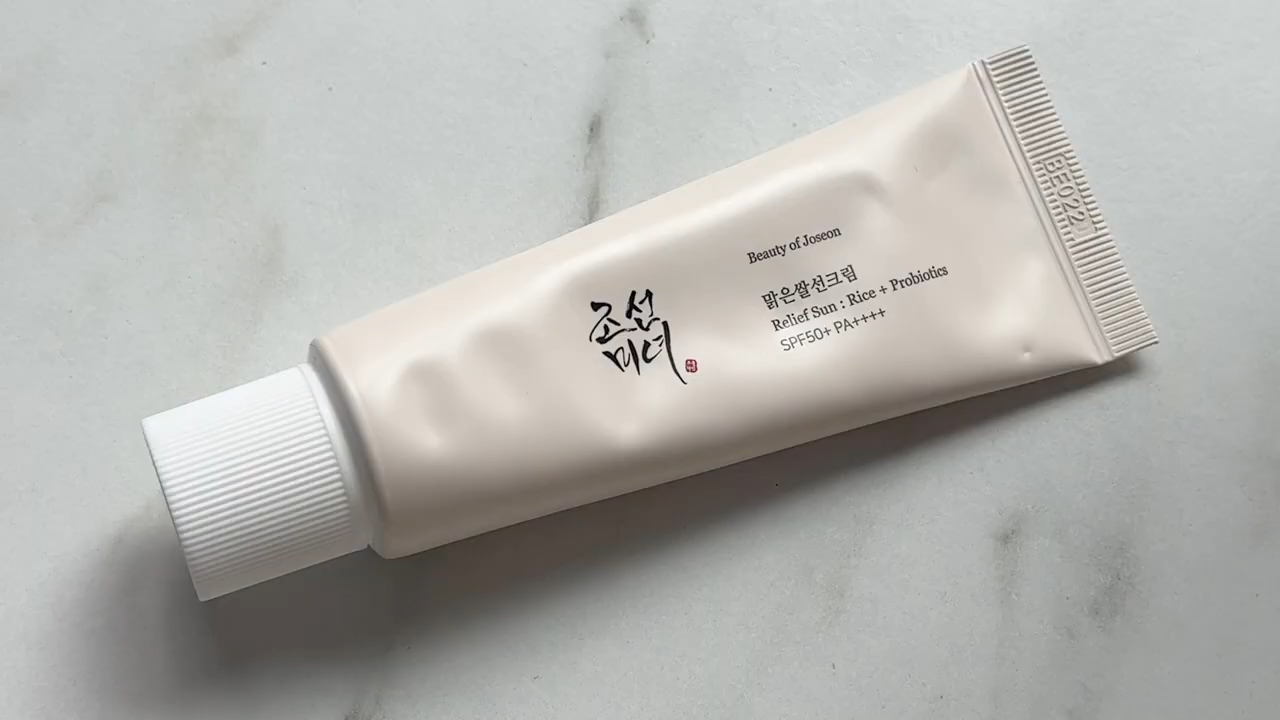 조선
미녀
Beauty of Joseon
맑은쌀선크림
Relief Sun : Rice + Probiotics
SPF50+ PA++++
BE022